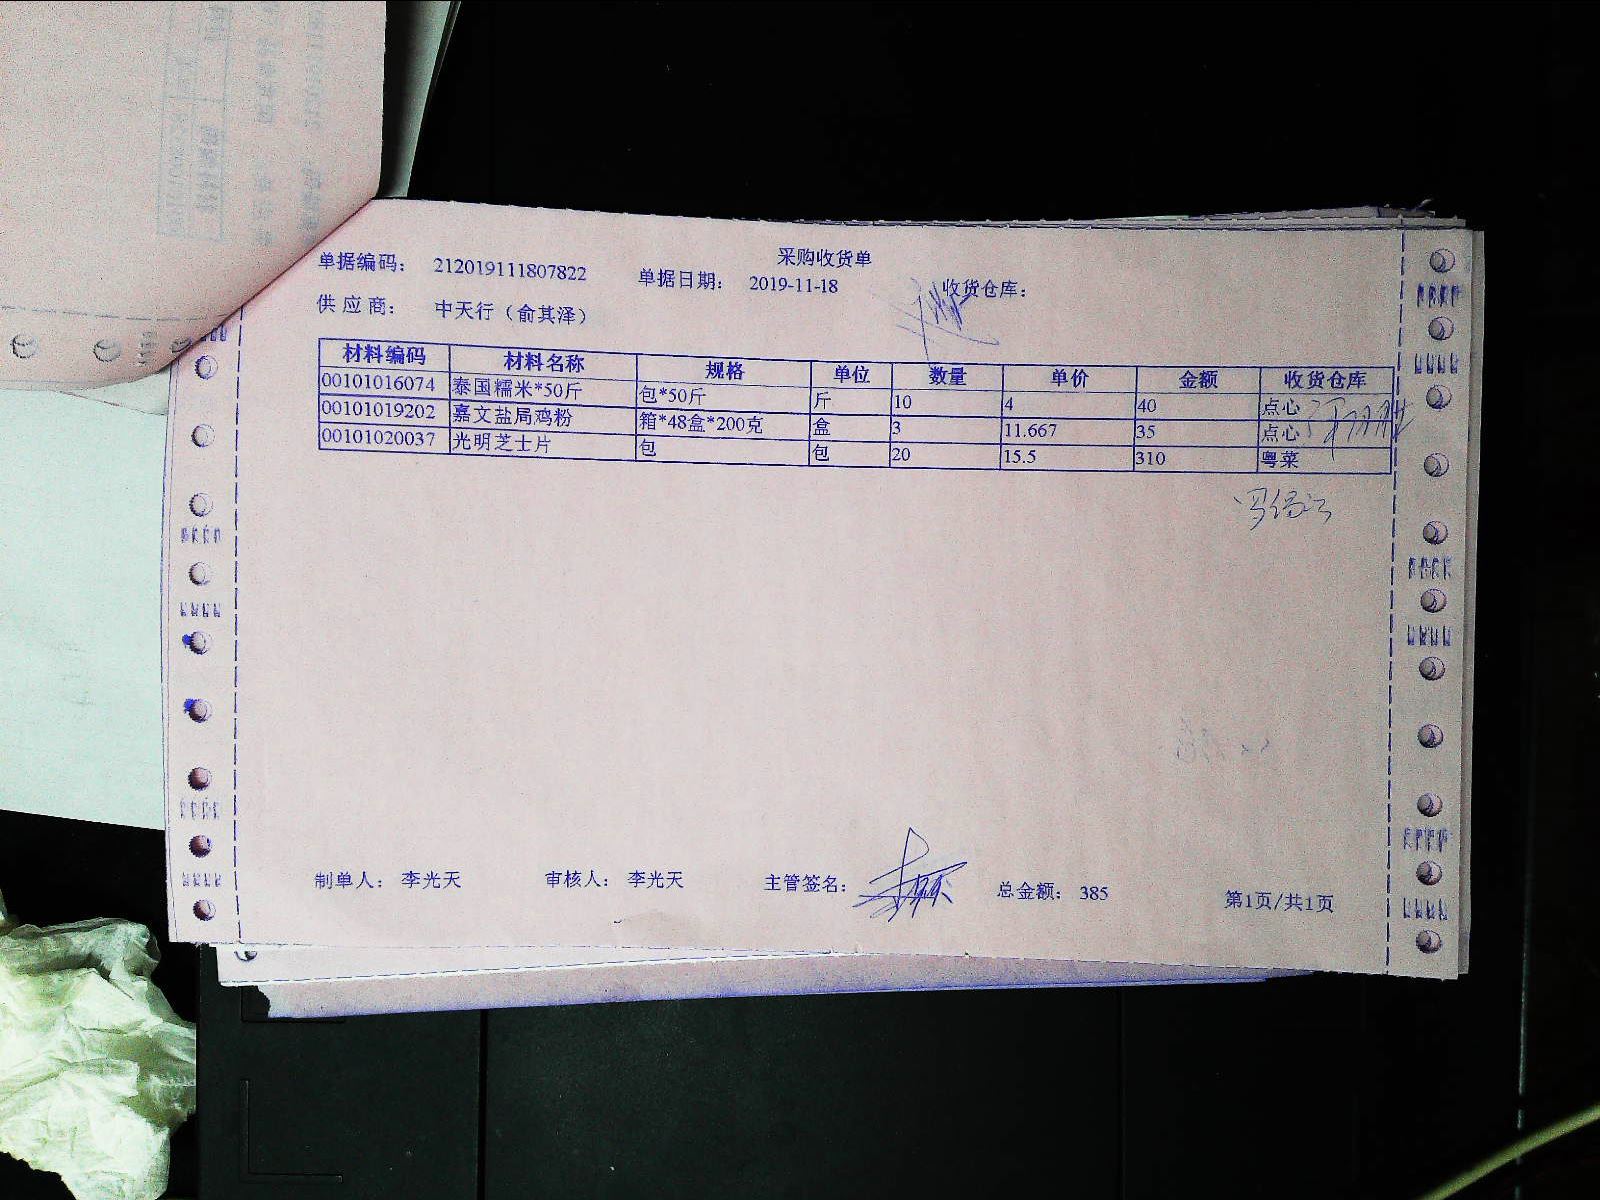 采购收货单
单据编码: 212019111807822 单据日期: 2019-11-18 收货仓库:
供应商: 中天行（俞其泽）
材料编码 材料名称 规格 单位 数量 单价 金额 收货仓库
00101016074 泰国糯米*50斤 包*50斤 斤 10 4 40 点心
00101019202 嘉文盐局鸡粉 箱*48盒*200克 盒 3 11.667 35 点心
00101020037 光明芝士片 包 包 20 15.5 310 粤菜
制单人: 李光天 审核人: 李光天 主管签名: 总金额: 385 第1页/共1页